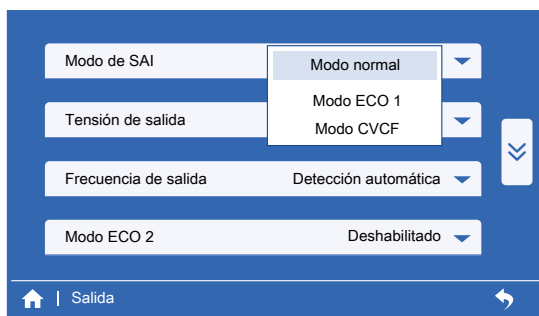 Modo de SAI
Modo normal
Modo ECO 1
Modo CVCF
Tensión de salida
Frecuencia de salida Detección automática
Modo ECO 2 Deshabilitado
Salida